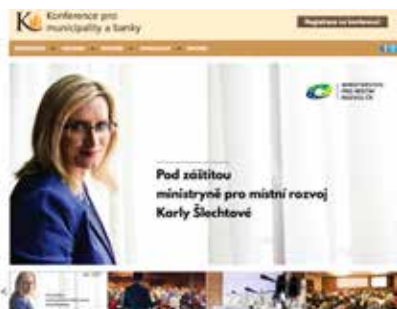 Konference pro
municipality a banky
Registrace na konferenci
MINISTERSTVO
PRO MÍSTNÍ
ROZVOJ ČR
Pod záštitou
ministryně pro místní rozvoj
Karly Šlechtové